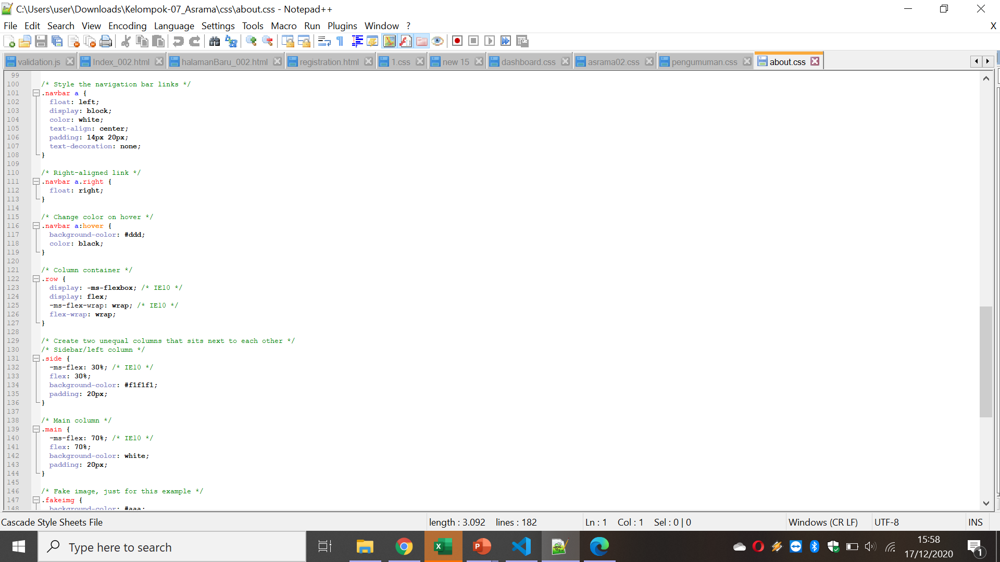 C:\Users\user\Downloads\Kelompok-07_Asrama\css\about.css - Notepad++
File Edit Search View Encoding Language Settings Tools Macro Run Plugins Window ? X
validation.js Index_002.html halamanBaru_002.html registration.html 1.css new 15 dashboard.css asrama02.css pengumuman.css about.css
99
100 /* Style the navigation bar links */
101 .navbar a {
102 float: left;
103 display: block;
104 color: white;
105 text-align: center;
106 padding: 14px 20px;
107 text-decoration: none;
108 }
109
110 /* Right-aligned link */
111 .navbar a.right {
112 float: right;
113 }
114
115 /* Change color on hover */
116 .navbar a:hover {
117 background-color: #ddd;
118 color: black;
119 }
120
121 /* Column container */
122 .row {
123 display: -ms-flexbox; /* IE10 */
124 display: flex;
125 -ms-flex-wrap: wrap; /* IE10 */
126 flex-wrap: wrap;
127 }
128
129 /* Create two unequal columns that sits next to each other */
130 /* Sidebar/left column */
131 .side {
132 -ms-flex: 30%; /* IE10 */
133 flex: 30%;
134 background-color: #f1f1f1;
135 padding: 20px;
136 }
137
138 /* Main column */
139 .main {
140 -ms-flex: 70%; /* IE10 */
141 flex: 70%;
142 background-color: white;
143 padding: 20px;
144 }
145
146 /* Fake image, just for this example */
147 .fakeimg {
148 background-color: #aaa;
Cascade Style Sheets File length : 3.092 lines : 182 Ln : 1 Col : 1 Sel : 0 | 0 Windows (CR LF) UTF-8 INS
Type here to search
15:58
17/12/2020
1